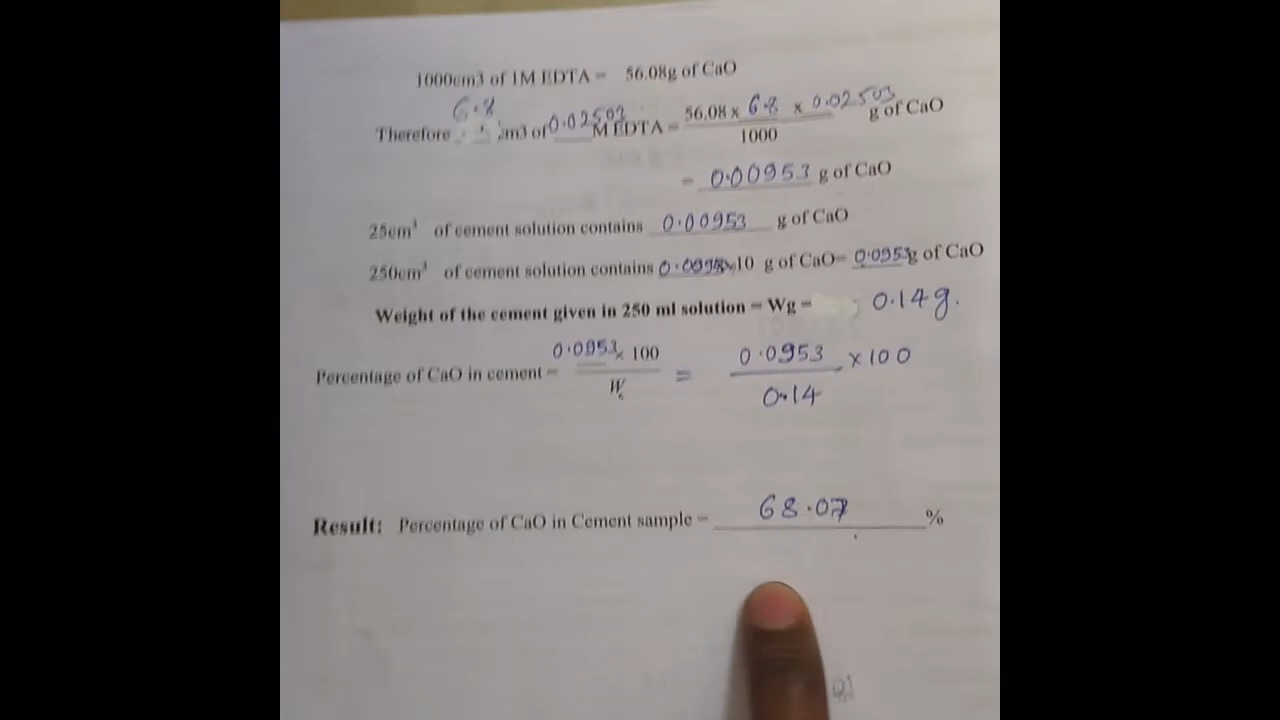 1000cm3 of 1M EDTA = 56.08g of CaO
6.8
Therefore cm3 of 0.02503 M EDTA = 56.08 x 6.8 x 0.02503 g of CaO
1000
= 0.00953 g of CaO
25cm³ of cement solution contains 0.00953 g of CaO
250cm³ of cement solution contains x10 g of CaO= 0.0953g of CaO
Weight of the cement given in 250 ml solution = Wg = 0.14g.
Percentage of CaO in cement = 0.0953 x 100 = 0.0953 x100
W 0.14
Result: Percentage of CaO in Cement sample = 68.07 %